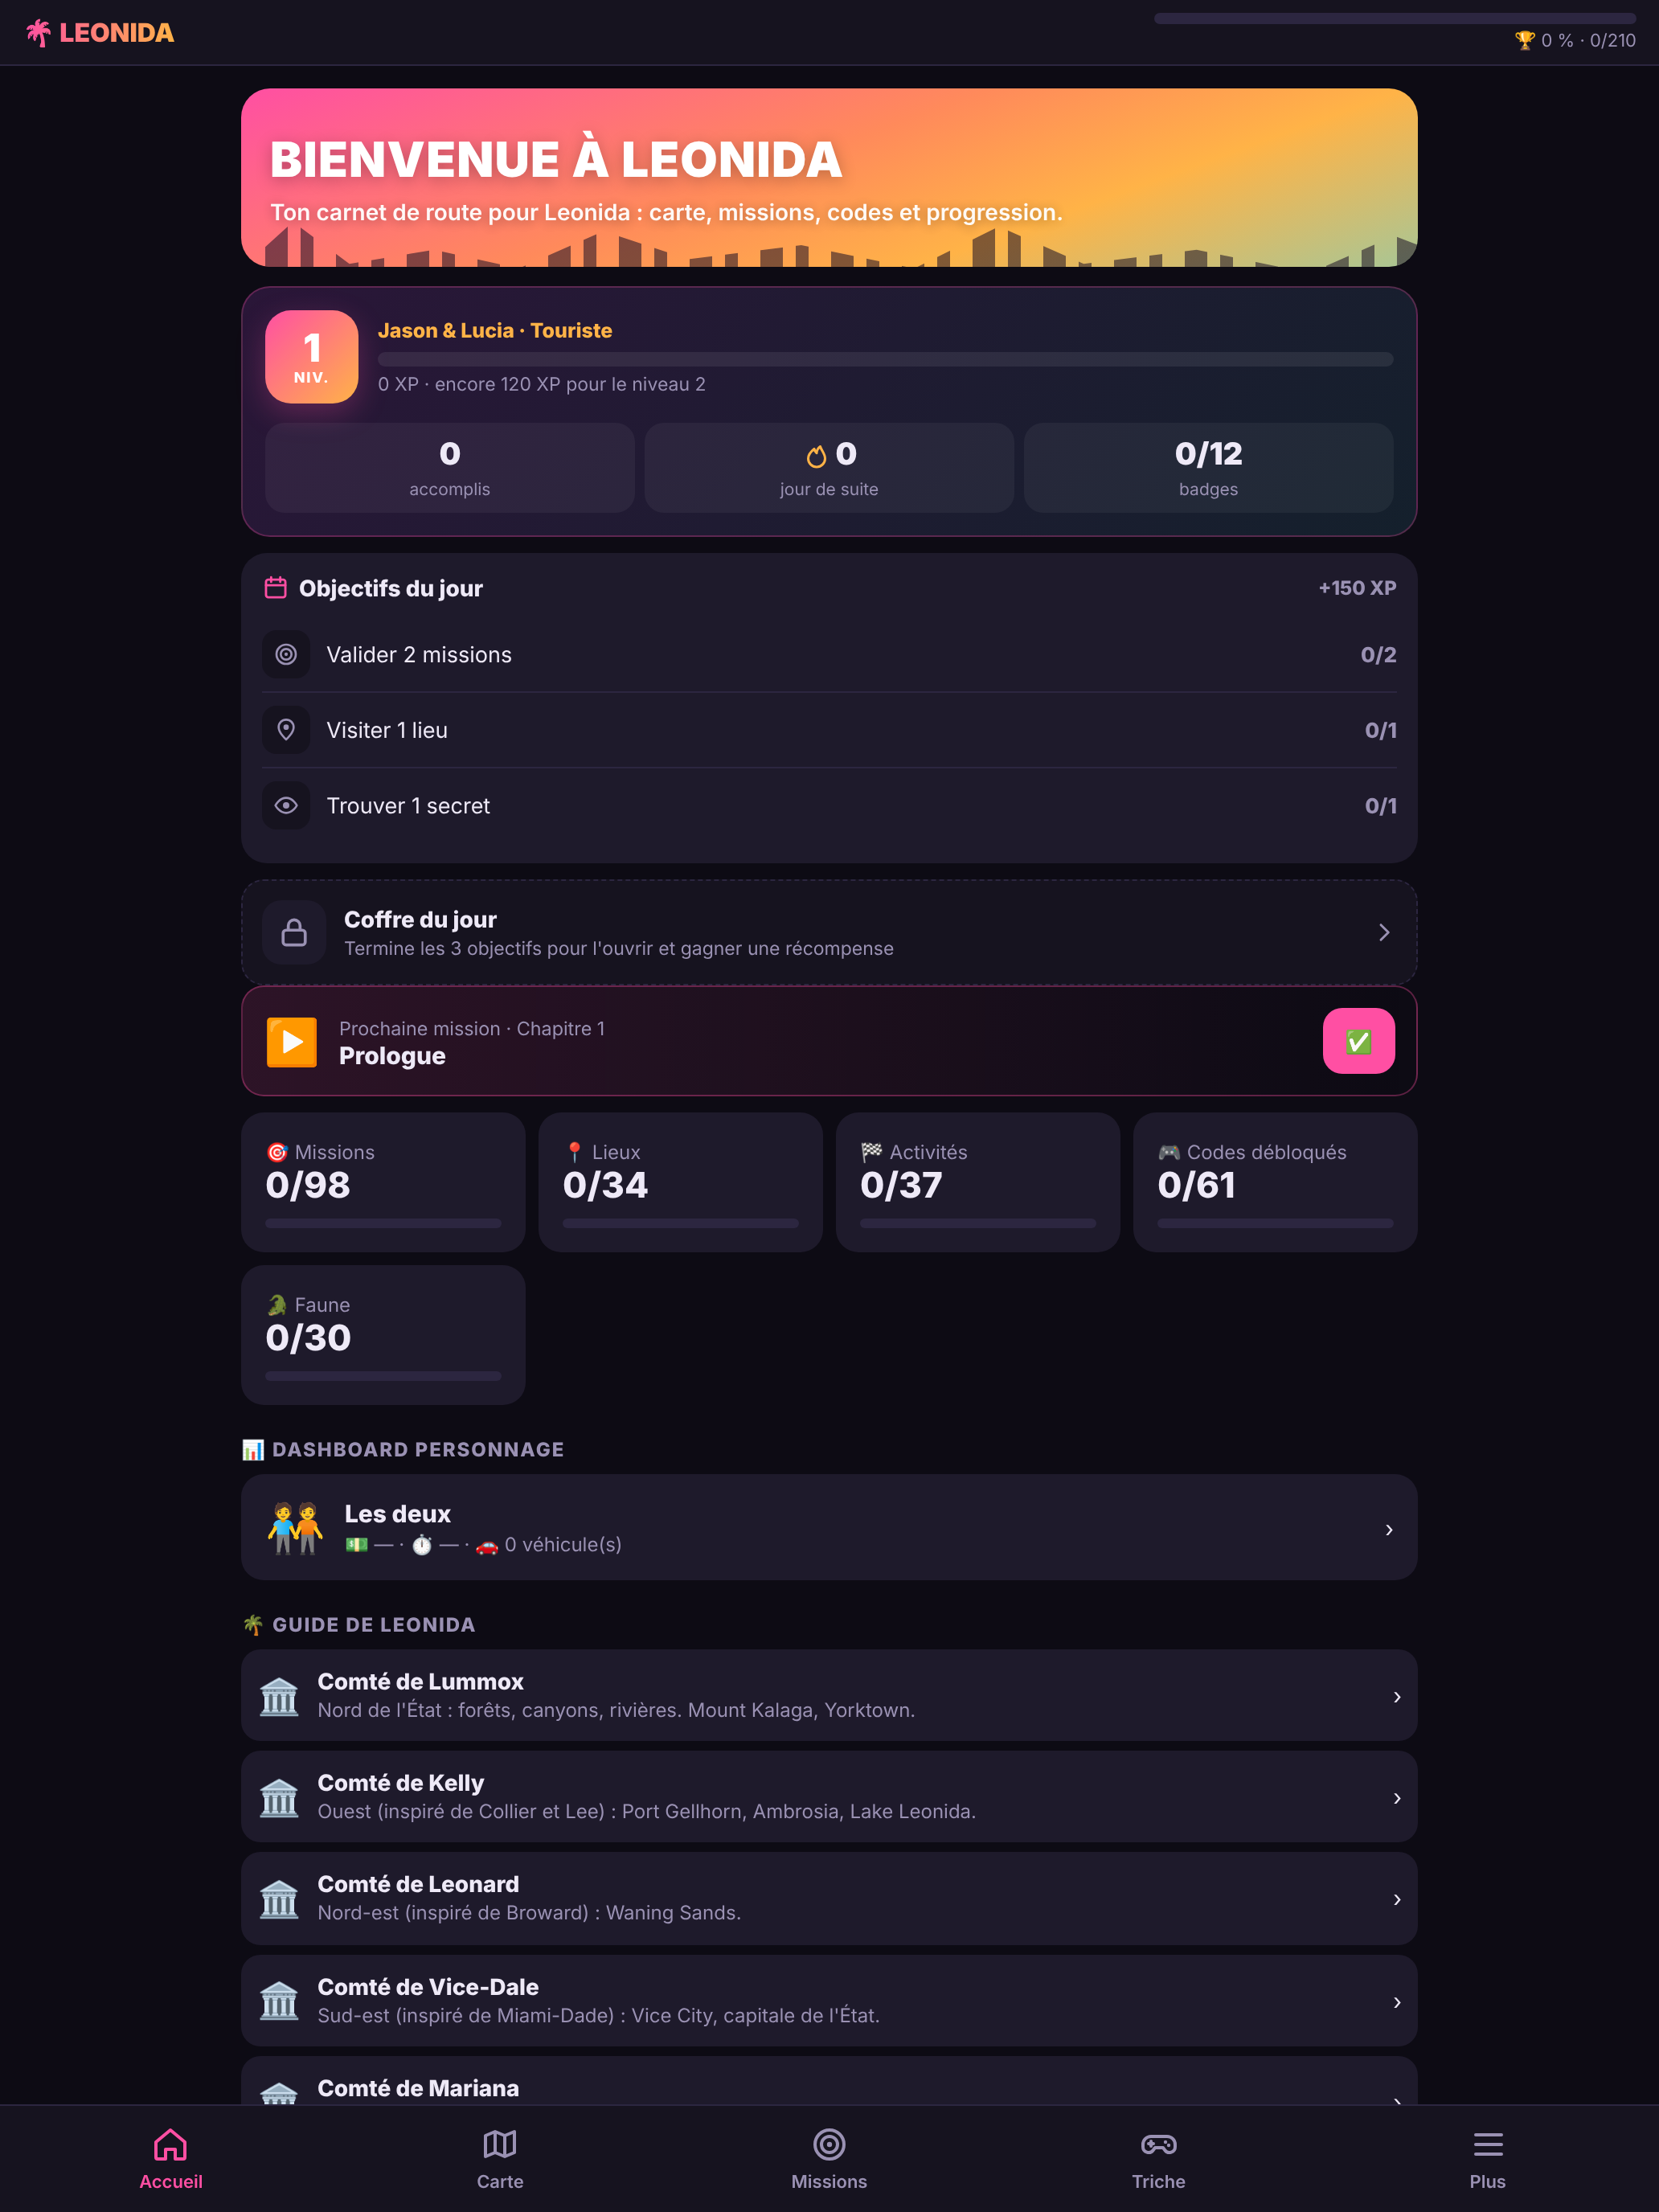 🌴 LEONIDA
🏆 0 % · 0/210
BIENVENUE À LEONIDA
Ton carnet de route pour Leonida : carte, missions, codes et progression.
1
NIV.
Jason & Lucia · Touriste
0 XP · encore 120 XP pour le niveau 2
0
accomplis
0
jour de suite
0/12
badges
Objectifs du jour
+150 XP
Valider 2 missions
0/2
Visiter 1 lieu
0/1
Trouver 1 secret
0/1
Coffre du jour
Termine les 3 objectifs pour l'ouvrir et gagner une récompense
Prochaine mission · Chapitre 1
Prologue
🎯 Missions
0/98
📍 Lieux
0/34
🏁 Activités
0/37
🎮 Codes débloqués
0/61
🐊 Faune
0/30
📊 DASHBOARD PERSONNAGE
Les deux
💵 — · ⏱️ — · 🚗 0 véhicule(s)
🌴 GUIDE DE LEONIDA
Comté de Lummox
Nord de l'État : forêts, canyons, rivières. Mount Kalaga, Yorktown.
Comté de Kelly
Ouest (inspiré de Collier et Lee) : Port Gellhorn, Ambrosia, Lake Leonida.
Comté de Leonard
Nord-est (inspiré de Broward) : Waning Sands.
Comté de Vice-Dale
Sud-est (inspiré de Miami-Dade) : Vice City, capitale de l'État.
Comté de Mariana
Accueil
Carte
Missions
Triche
Plus